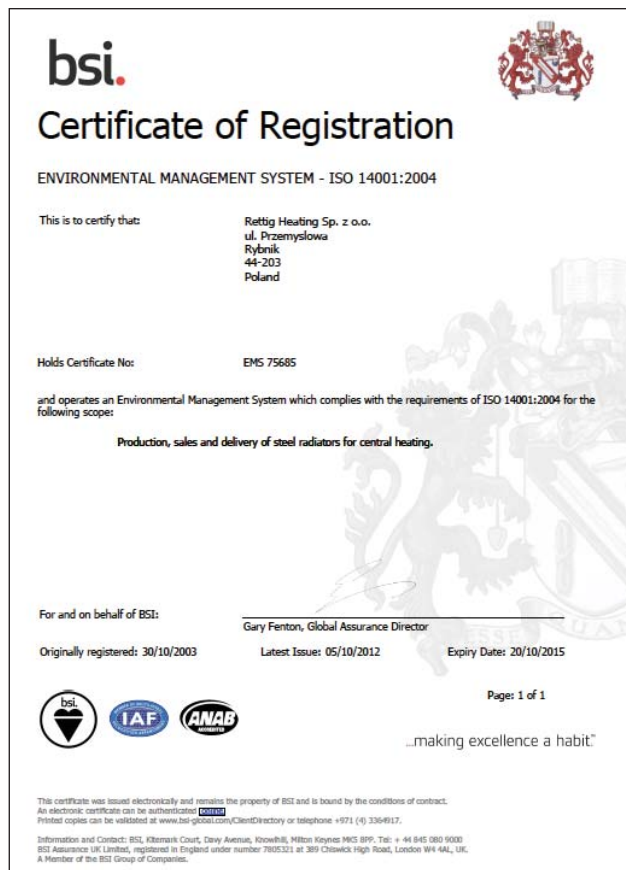 bsi.
Certificate of Registration
ENVIRONMENTAL MANAGEMENT SYSTEM - ISO 14001:2004
This is to certify that:
Rettig Heating Sp. z o.o.
ul. Przemyslowa
Rybnik
44-203
Poland
Holds Certificate No:
EMS 75685
and operates an Environmental Management System which complies with the requirements of ISO 14001:2004 for the
following scope:
Production, sales and delivery of steel radiators for central heating.
For and on behalf of BSI:
Gary Fenton, Global Assurance Director
Originally registered: 30/10/2003
Latest Issue: 05/10/2012
Expiry Date: 20/10/2015
Page: 1 of 1
bsi.
IAF
ANAB
ACCREDITED
...making excellence a habit.™
This certificate was issued electronically and remains the property of BSI and is bound by the conditions of contract.
An electronic certificate can be authenticated online.
Printed copies can be validated at www.bsi-global.com/ClientDirectory or telephone +971 (4) 3364917.
Information and Contact: BSI, Kitemark Court, Davy Avenue, Knowlhill, Milton Keynes MK5 8PP. Tel: + 44 845 080 9000
BSI Assurance UK Limited, registered in England under number 7805321 at 389 Chiswick High Road, London W4 4AL, UK.
A Member of the BSI Group of Companies.